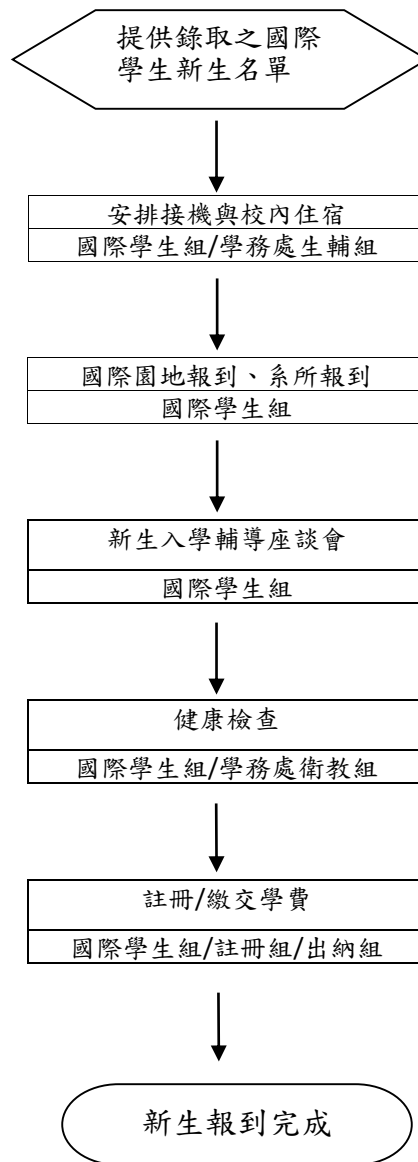 提供錄取之國際
學生新生名單
安排接機與校內住宿
國際學生組/學務處生輔組
國際園地報到、系所報到
國際學生組
新生入學輔導座談會
國際學生組
健康檢查
國際學生組/學務處衛教組
註冊/繳交學費
國際學生組/註冊組/出納組
新生報到完成